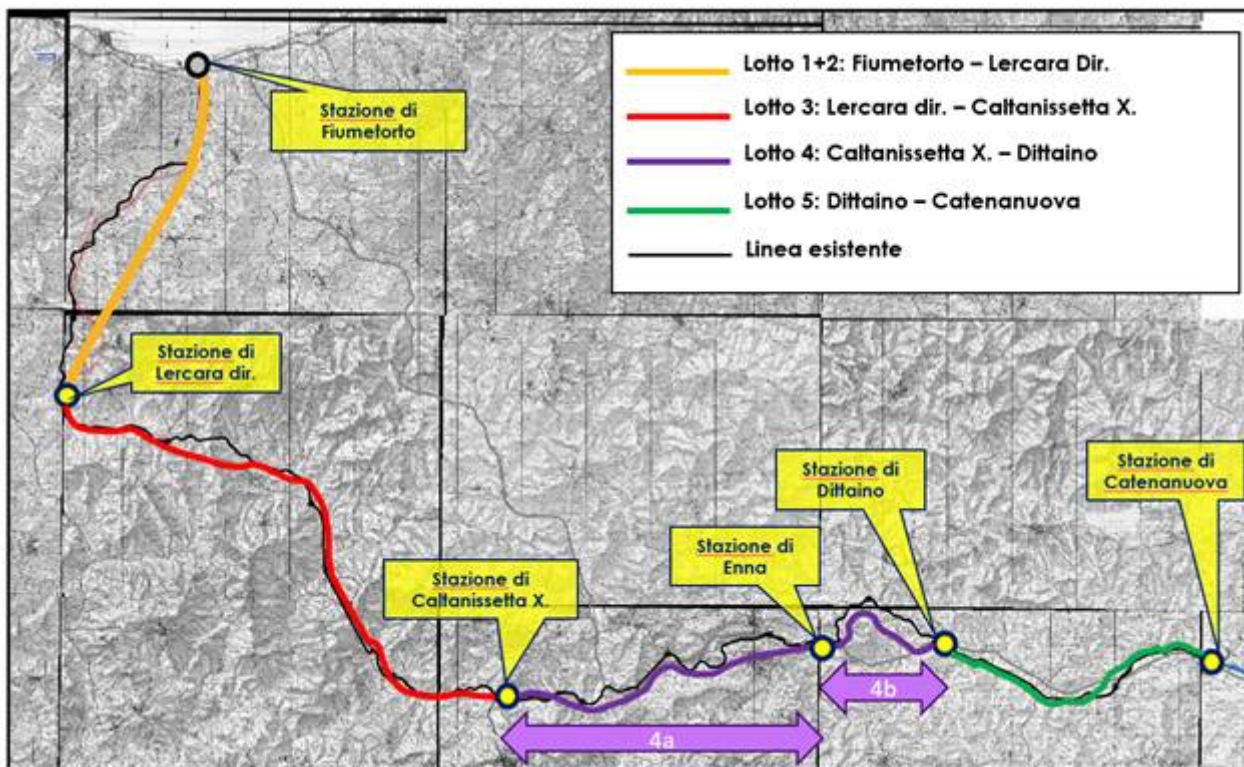 Lotto 1+2: Fiumetorto – Lercara Dir.
Lotto 3: Lercara dir. – Caltanissetta X.
Lotto 4: Caltanissetta X. – Dittaino
Lotto 5: Dittaino – Catenanuova
Linea esistente
Stazione di
Fiumetorto
Stazione di
Lercara dir.
Stazione di
Caltanissetta X.
Stazione di
Enna
Stazione di
Dittaino
Stazione di
Catenanuova
4a
4b